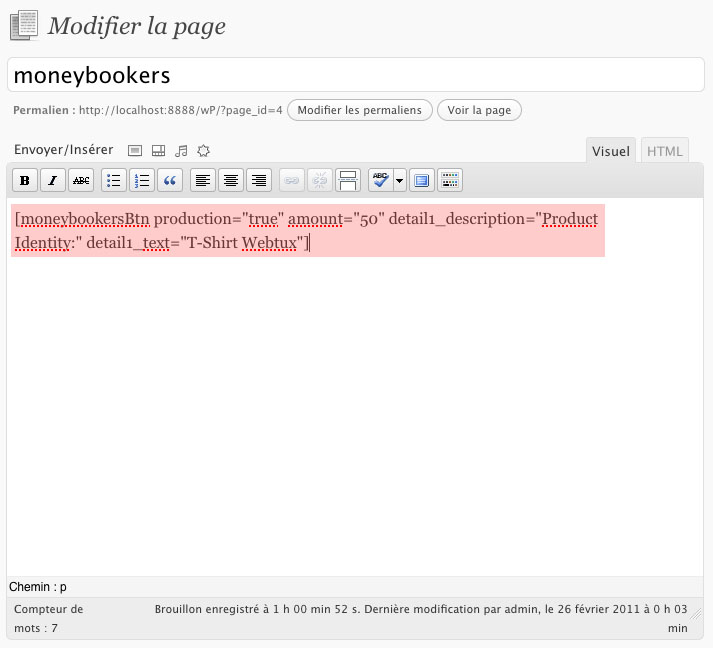 Modifier la page
moneybookers
Permalien : http://localhost:8888/wP/?page_id=4 Modifier les permaliens Voir la page
Envoyer/Insérer Visuel HTML
B I ABC ABC
[moneybookersBtn production="true" amount="50" detail1_description="Product
Identity:" detail1_text="T-Shirt Webtux"]
Chemin : p
Compteur de
mots : 7
Brouillon enregistré à 1 h 00 min 52 s. Dernière modification par admin, le 26 février 2011 à 0 h 03
min